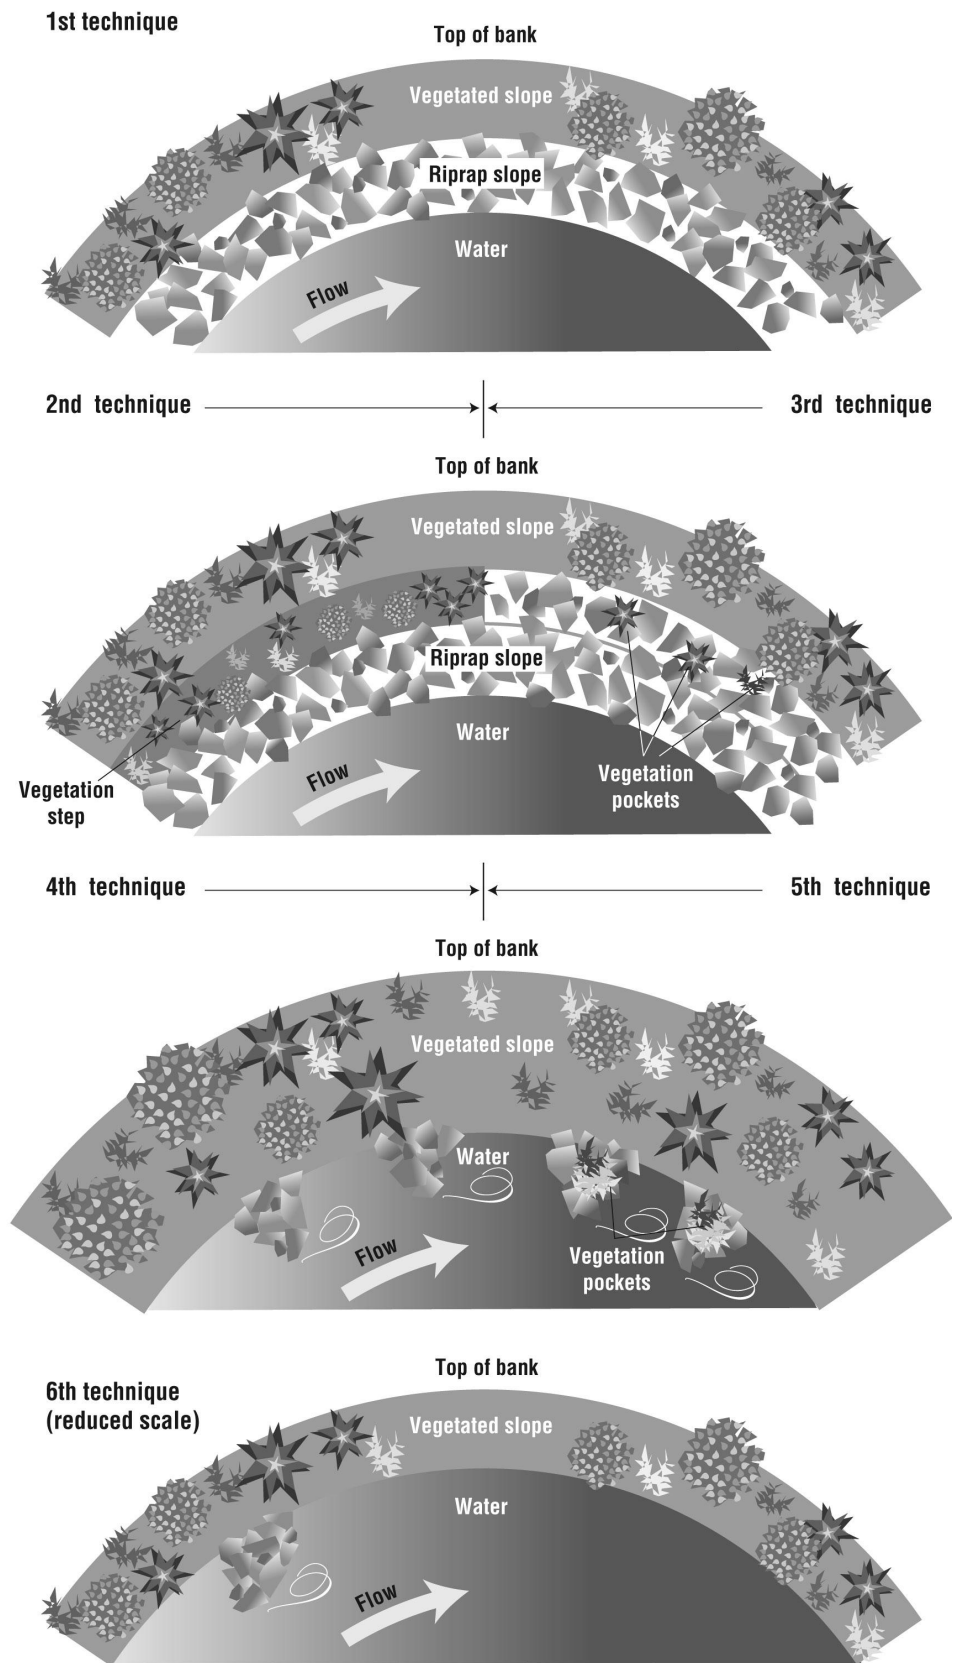 1st technique
Top of bank
Vegetated slope
Riprap slope
Water
Flow
2nd technique
3rd technique
Top of bank
Vegetated slope
Riprap slope
Water
Flow
Vegetation
step
Vegetation
pockets
4th technique
5th technique
Top of bank
Vegetated slope
Water
Flow
Vegetation
pockets
6th technique
(reduced scale)
Top of bank
Vegetated slope
Water
Flow